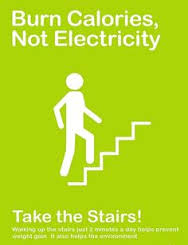 Burn Calories,
Not Electricity
Take the Stairs!
Walking up the stairs just 2 minutes a day helps prevent
weight gain. It also helps the environment